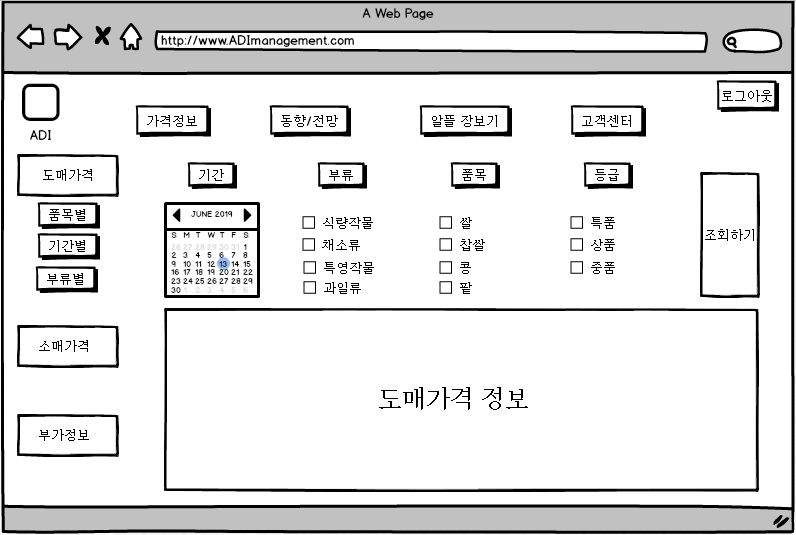 A Web Page
http://www.ADImanagement.com
로그아웃
ADI
가격정보
동향/전망
알뜰 장보기
고객센터
도매가격
기간
부류
품목
등급
품목별
기간별
부류별
JUNE 2019
S M T W T F S
26 27 28 29 30 31 1
2 3 4 5 6 7 8
9 10 11 12 13 14 15
16 17 18 19 20 21 22
23 24 25 26 27 28 29
30 1 2 3 4 5 6
식량작물
채소류
특영작물
과일류
쌀
찹쌀
콩
팥
특품
상품
중품
조회하기
소매가격
부가정보
도매가격 정보